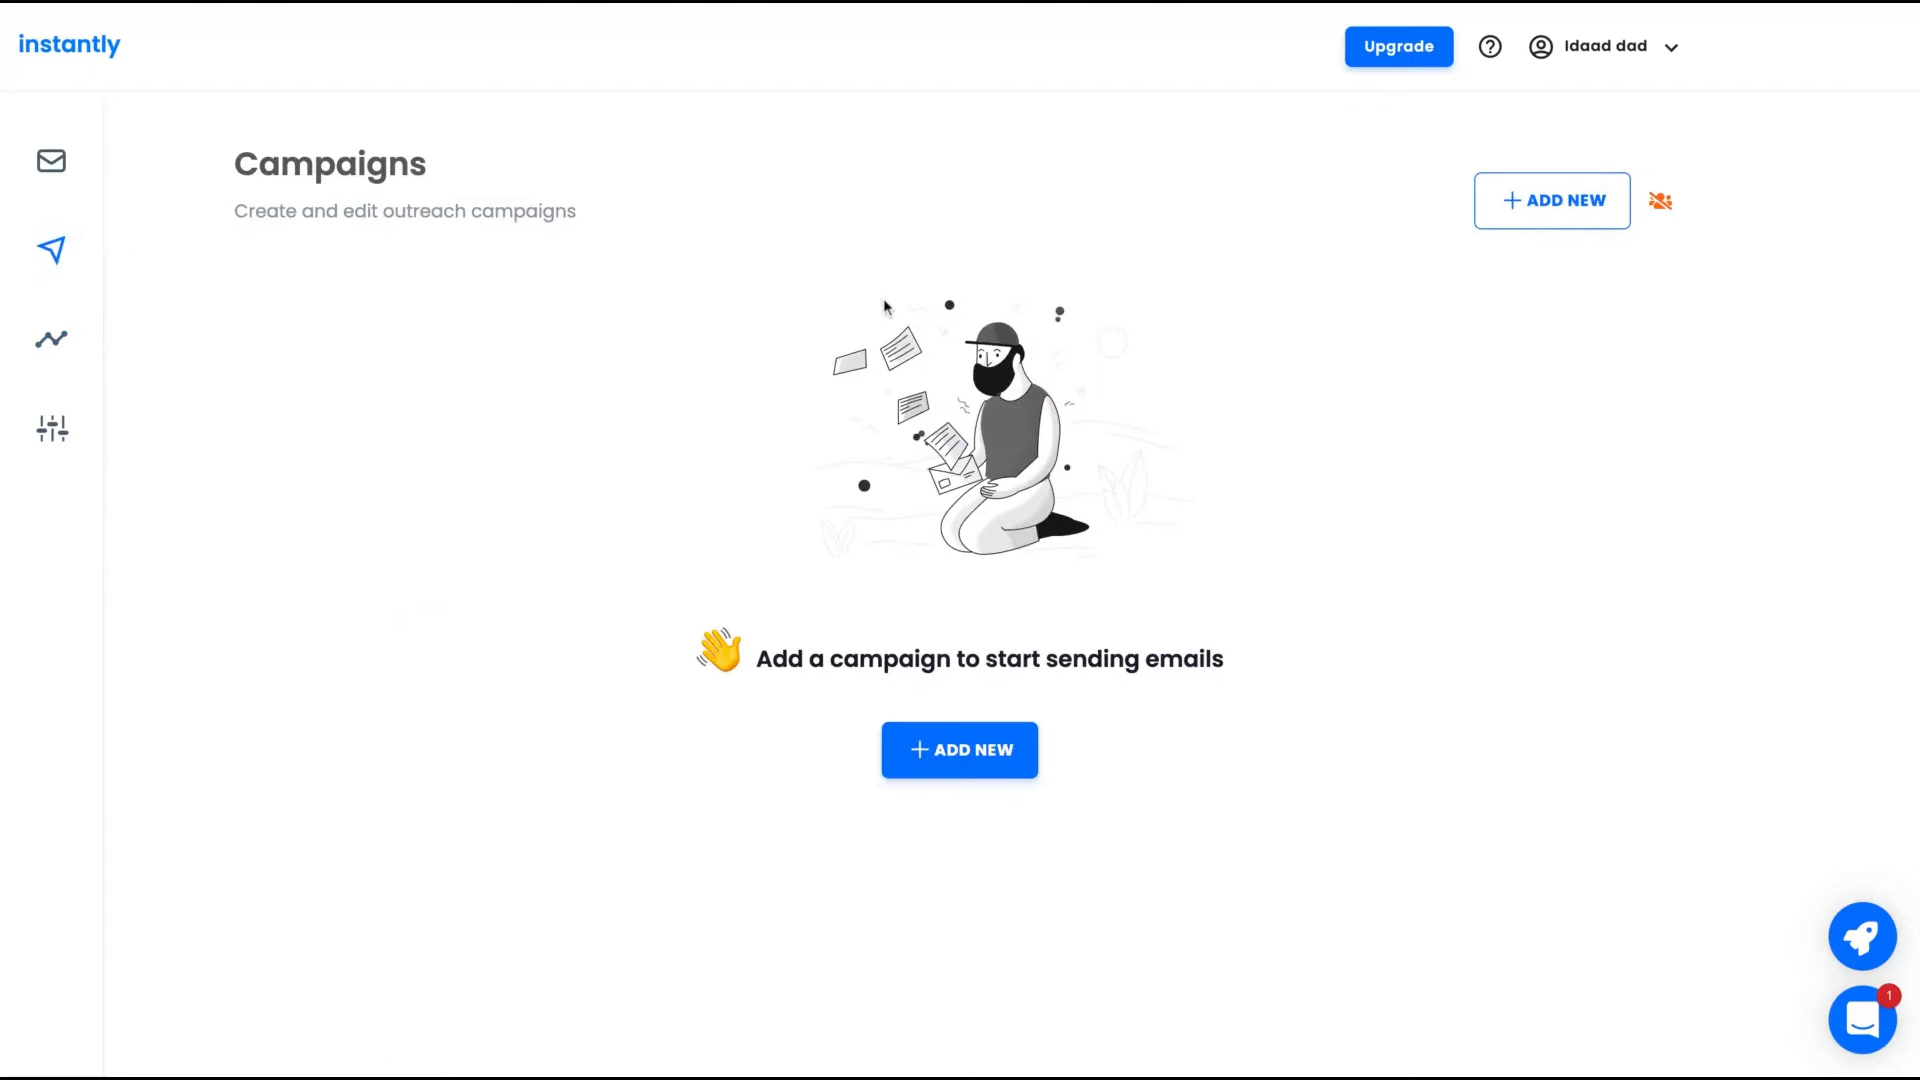 instantly
Upgrade
Idaad dad
Campaigns
Create and edit outreach campaigns
ADD NEW
Add a campaign to start sending emails
ADD NEW
1